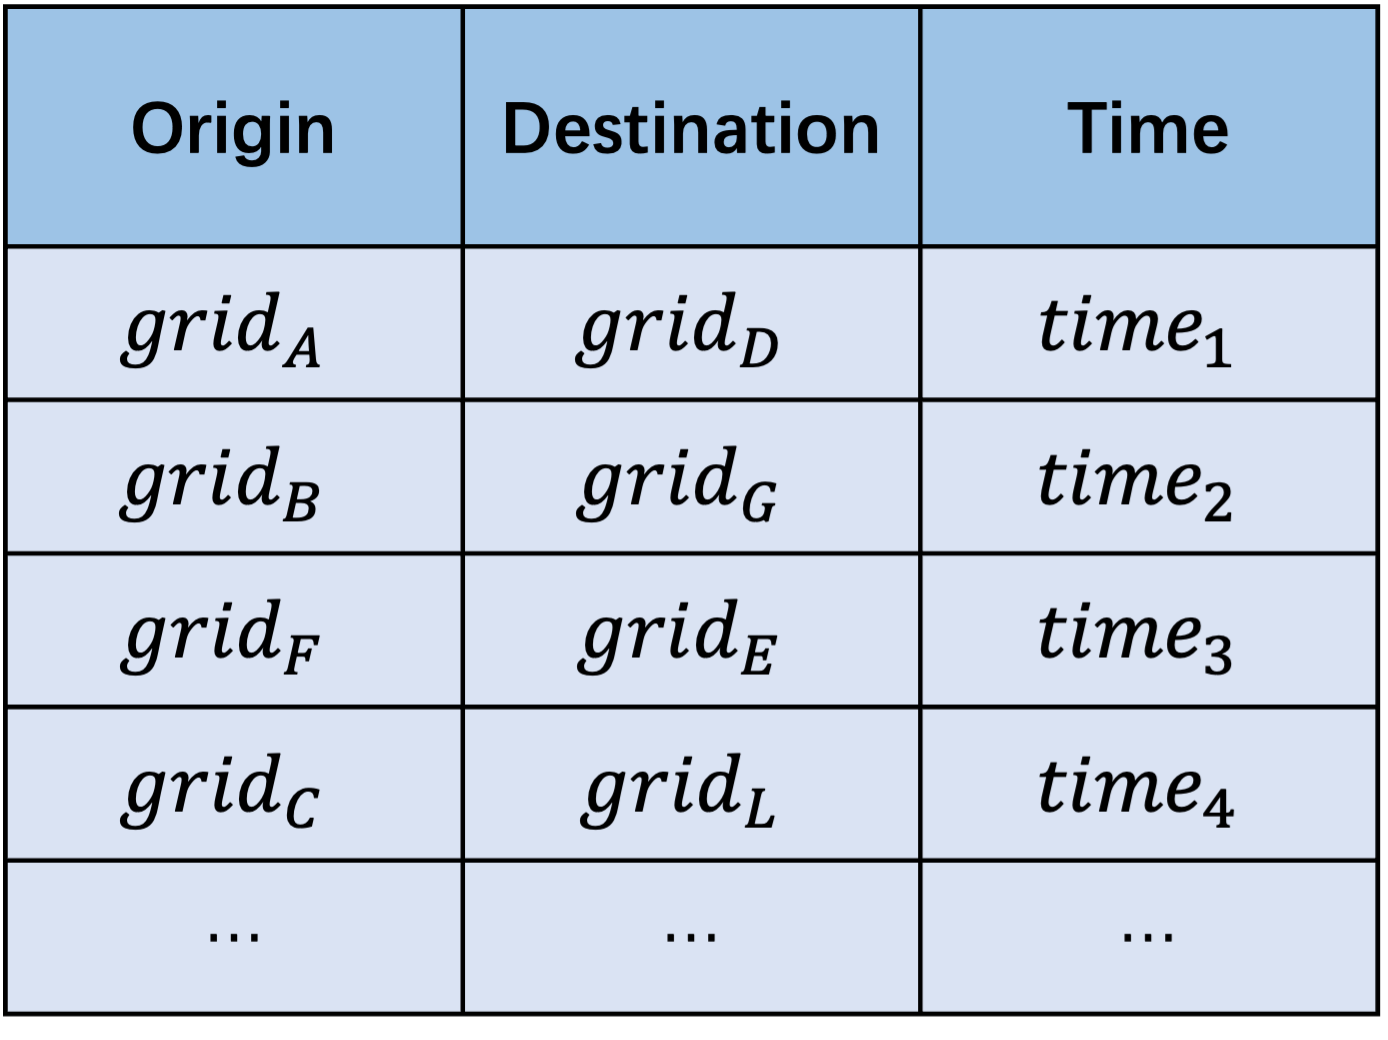 Origin Destination Time
grid_A grid_D time_1
grid_B grid_G time_2
grid_F grid_E time_3
grid_C grid_L time_4
... ... ...